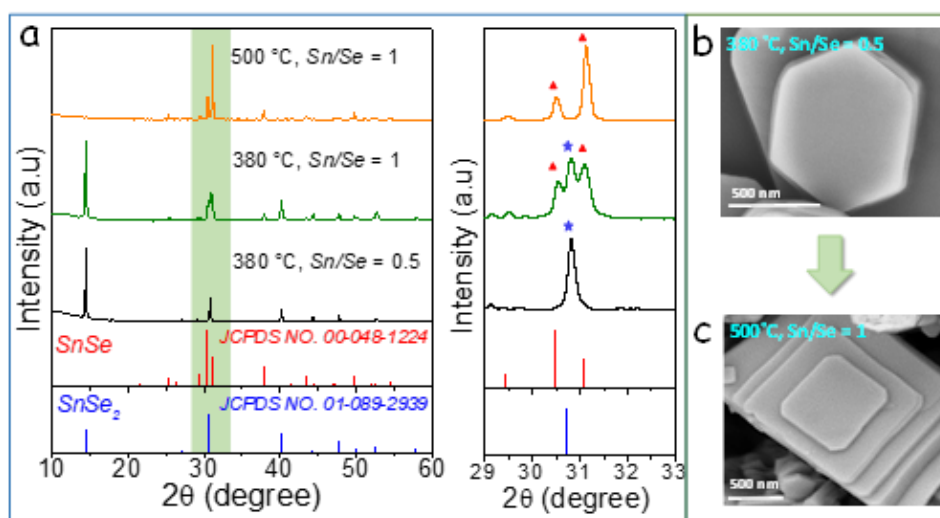 a
500 °C, Sn/Se = 1
380 °C, Sn/Se = 1
380 °C, Sn/Se = 0.5
SnSe
JCPDS NO. 00-048-1224
SnSe₂
JCPDS NO. 01-089-2939
Intensity (a.u)
10 20 30 40 50 60
2θ (degree)
Intensity (a.u)
29 30 31 32 33
2θ (degree)
b
380 °C, Sn/Se = 0.5
500 nm
c
500°C, Sn/Se = 1
500 nm